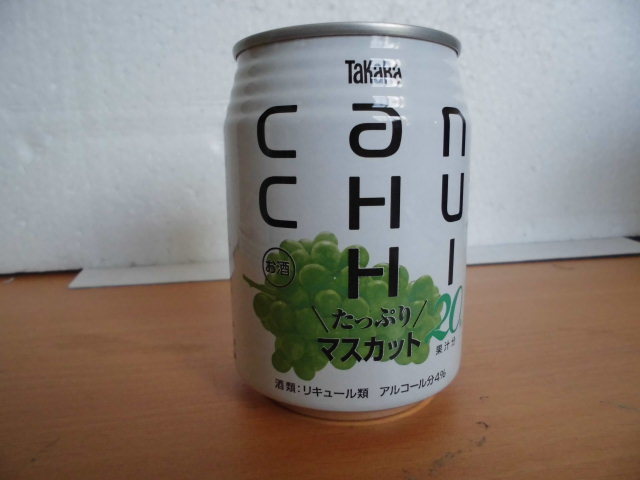 TaKaRa
can
CHU
HI
お酒
たっぷり
マスカット
20
果汁
酒類：リキュール類 アルコール分4%